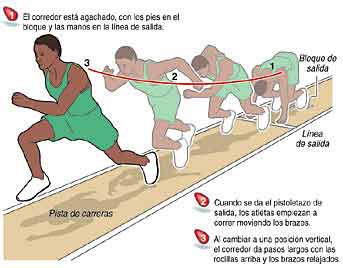 1 El corredor está agachado, con los pies en el
bloque y las manos en la línea de salida.
3
2
1
Bloque de
salida
Línea
de salida
Pista de carreras
2 Cuando se da el pistoletazo de
salida, los atletas empiezan a
correr moviendo los brazos.
3 Al cambiar a una posición vertical,
el corredor da pasos largos con las
rocillas arriba y los brazos relajados